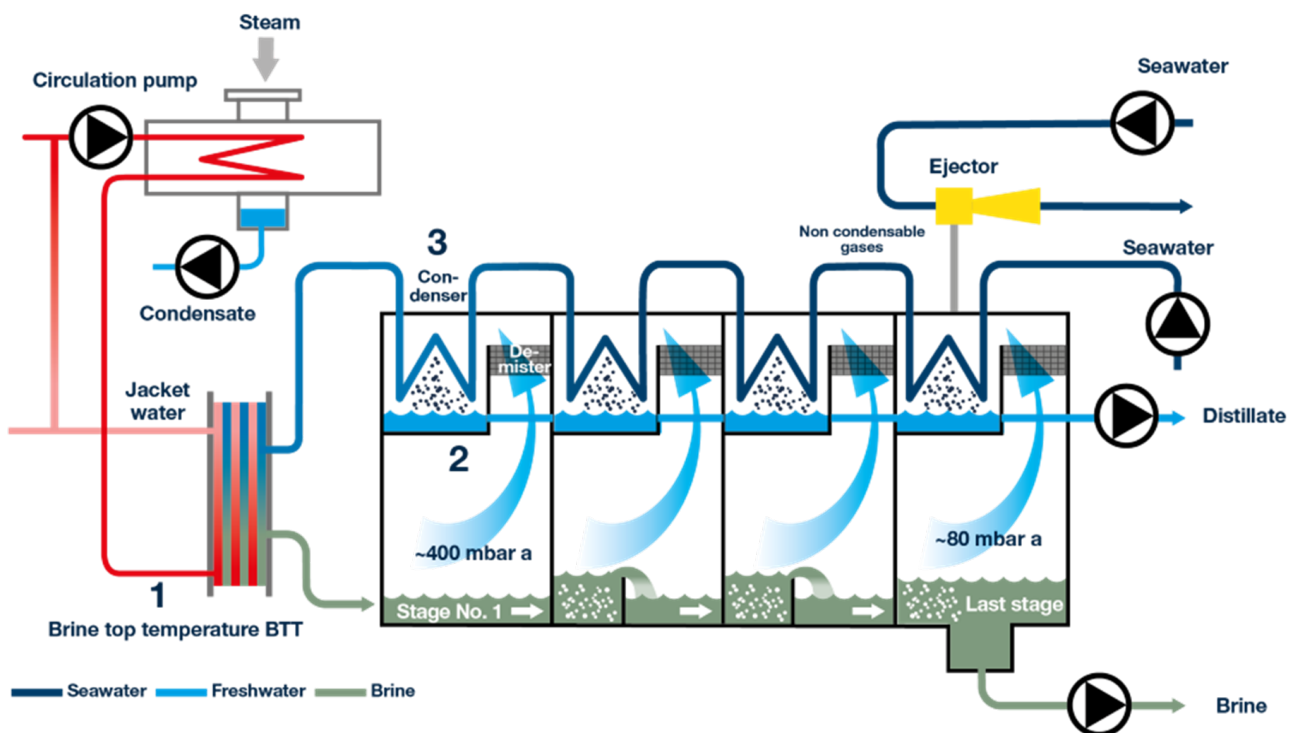 Steam
Circulation pump
Seawater
Ejector
Non condensable
gases
Seawater
3
Con-
denser
Condensate
De-
mister
Jacket
water
Distillate
2
~400 mbar a
~80 mbar a
1
Stage No. 1
Last stage
Brine top temperature BTT
Seawater
Freshwater
Brine
Brine